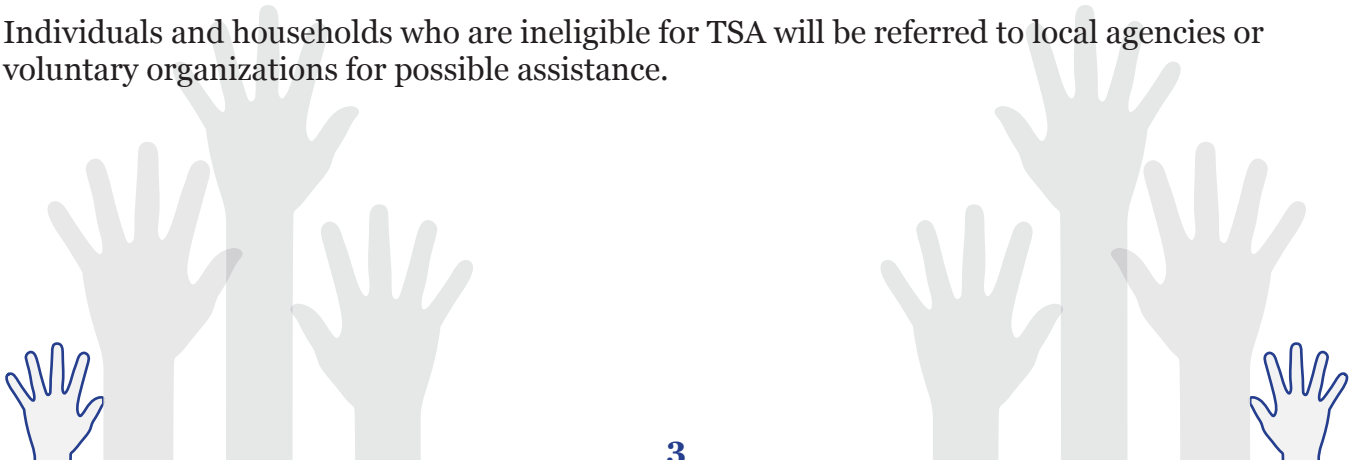 Individuals and households who are ineligible for TSA will be referred to local agencies or
voluntary organizations for possible assistance.
3